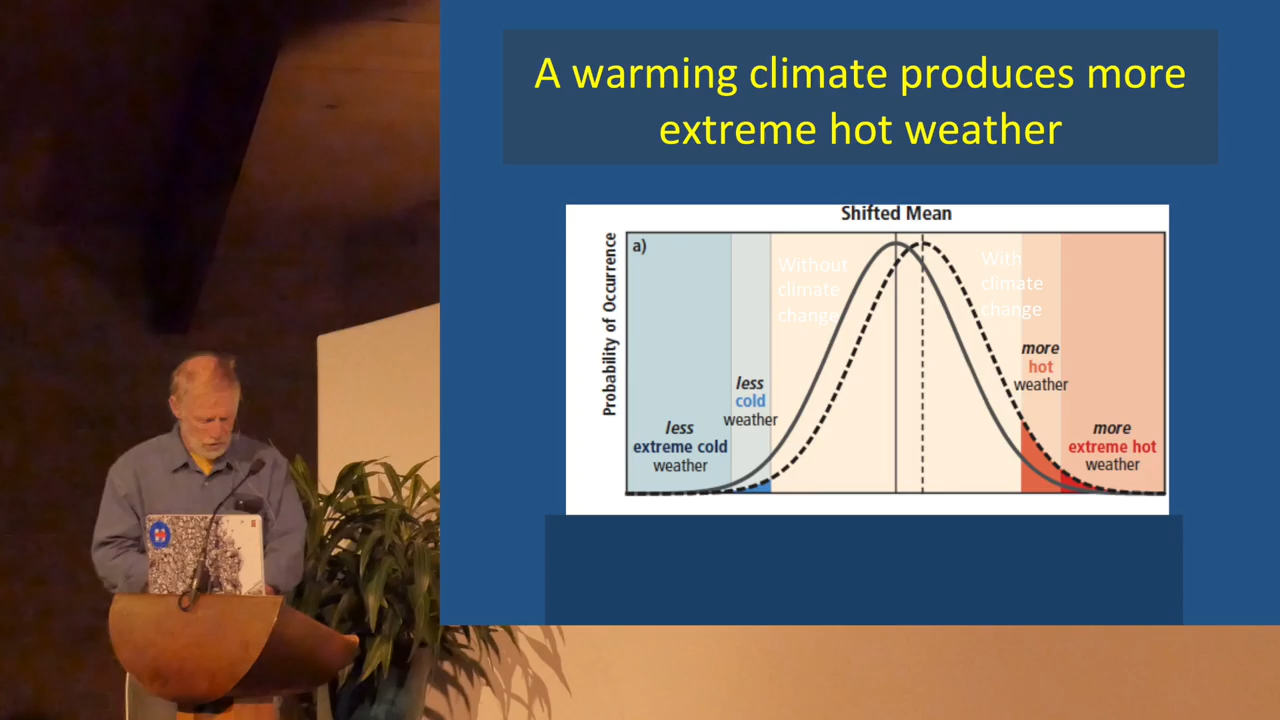 A warming climate produces more
extreme hot weather
Shifted Mean
Probability of Occurrence
a)
Without
climate
change
With
climate
change
less
extreme cold
weather
less
cold
weather
more
hot
weather
more
extreme hot
weather
H